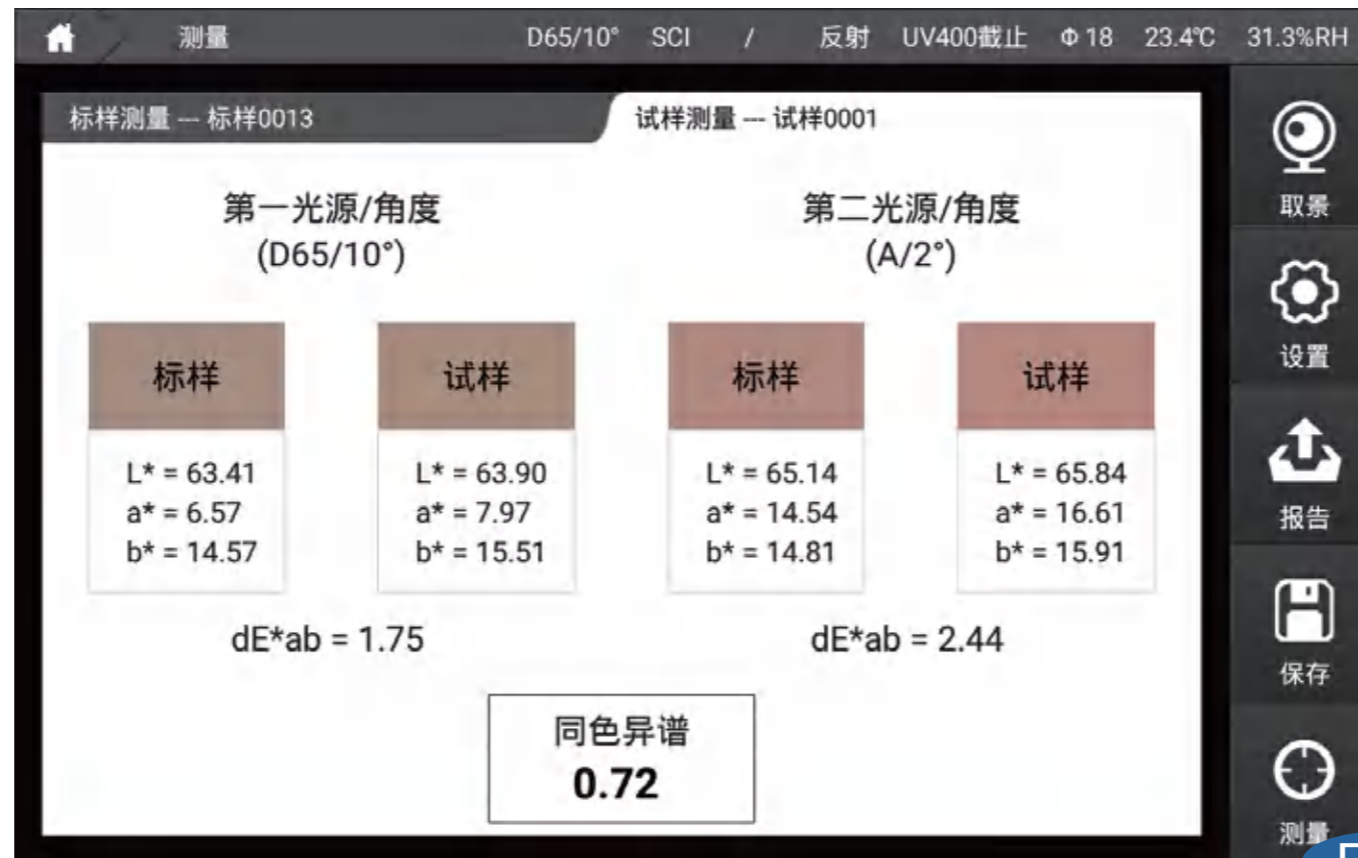 测量 D65/10° SCI / 反射 UV400截止 Φ 18 23.4℃ 31.3%RH
标样测量 --- 标样0013
试样测量 --- 试样0001
第一光源/角度
(D65/10°)
第二光源/角度
(A/2°)
标样
L* = 63.41
a* = 6.57
b* = 14.57
试样
L* = 63.90
a* = 7.97
b* = 15.51
标样
L* = 65.14
a* = 14.54
b* = 14.81
试样
L* = 65.84
a* = 16.61
b* = 15.91
dE*ab = 1.75
dE*ab = 2.44
同色异谱
0.72
取景
设置
报告
保存
测量